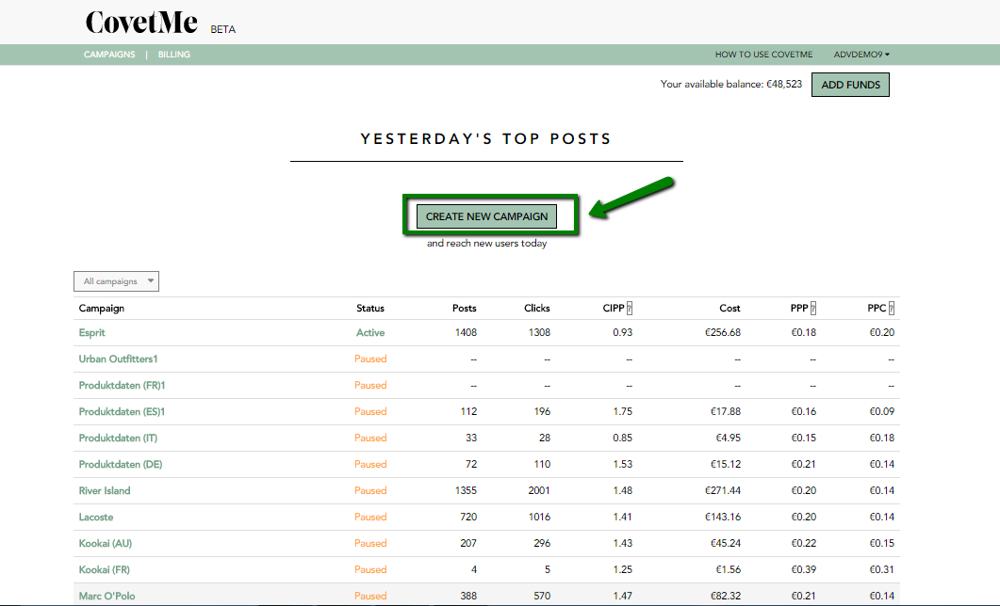 CovetMe BETA
CAMPAIGNS | BILLING HOW TO USE COVETME ADVDEMO9
Your available balance: €48,523 ADD FUNDS
YESTERDAY'S TOP POSTS
CREATE NEW CAMPAIGN
and reach new users today
All campaigns
Campaign Status Posts Clicks CIPP ? Cost PPP ? PPC ?
Esprit Active 1408 1308 0.93 €256.68 €0.18 €0.20
Urban Outfitters1 Paused -- -- -- -- -- --
Produktdaten (FR)1 Paused -- -- -- -- -- --
Produktdaten (ES)1 Paused 112 196 1.75 €17.88 €0.16 €0.09
Produktdaten (IT) Paused 33 28 0.85 €4.95 €0.15 €0.18
Produktdaten (DE) Paused 72 110 1.53 €15.12 €0.21 €0.14
River Island Paused 1355 2001 1.48 €271.44 €0.20 €0.14
Lacoste Paused 720 1016 1.41 €143.16 €0.20 €0.14
Kookai (AU) Paused 207 296 1.43 €45.24 €0.22 €0.15
Kookai (FR) Paused 4 5 1.25 €1.56 €0.39 €0.31
Marc O'Polo Paused 388 570 1.47 €82.32 €0.21 €0.14